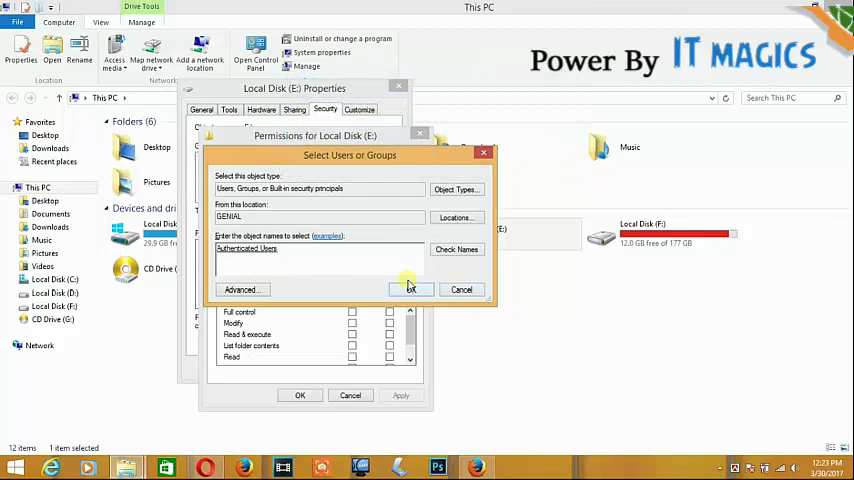 Drive Tools
This PC
File
Computer
View
Manage
Properties
Open
Rename
Access media
Map network drive
Add a network location
Open Control Panel
Uninstall or change a program
System properties
Manage
Power By IT MAGICS
This PC
Search This PC
Local Disk (E:) Properties
General
Tools
Hardware
Sharing
Security
Customize
Permissions for Local Disk (E:)
Select Users or Groups
Select this object type:
Users, Groups, or Built-in security principals
Object Types...
From this location:
GENIAL
Locations...
Enter the object names to select (examples):
Authenticated Users
Check Names
Advanced...
OK
Cancel
Full control
Modify
Read & execute
List folder contents
Read
OK
Cancel
Apply
Favorites
Desktop
Downloads
Recent places
This PC
Desktop
Documents
Downloads
Music
Pictures
Videos
Local Disk (C:)
Local Disk (D:)
Local Disk (F:)
CD Drive (G:)
Network
Folders (6)
Desktop
Pictures
Music
Devices and
Local Disk
29.9 GB
CD Drive (
(E:)
Local Disk (F:)
12.0 GB free of 177 GB
12 items
1 item selected
Ps
12:23 PM
3/30/2017